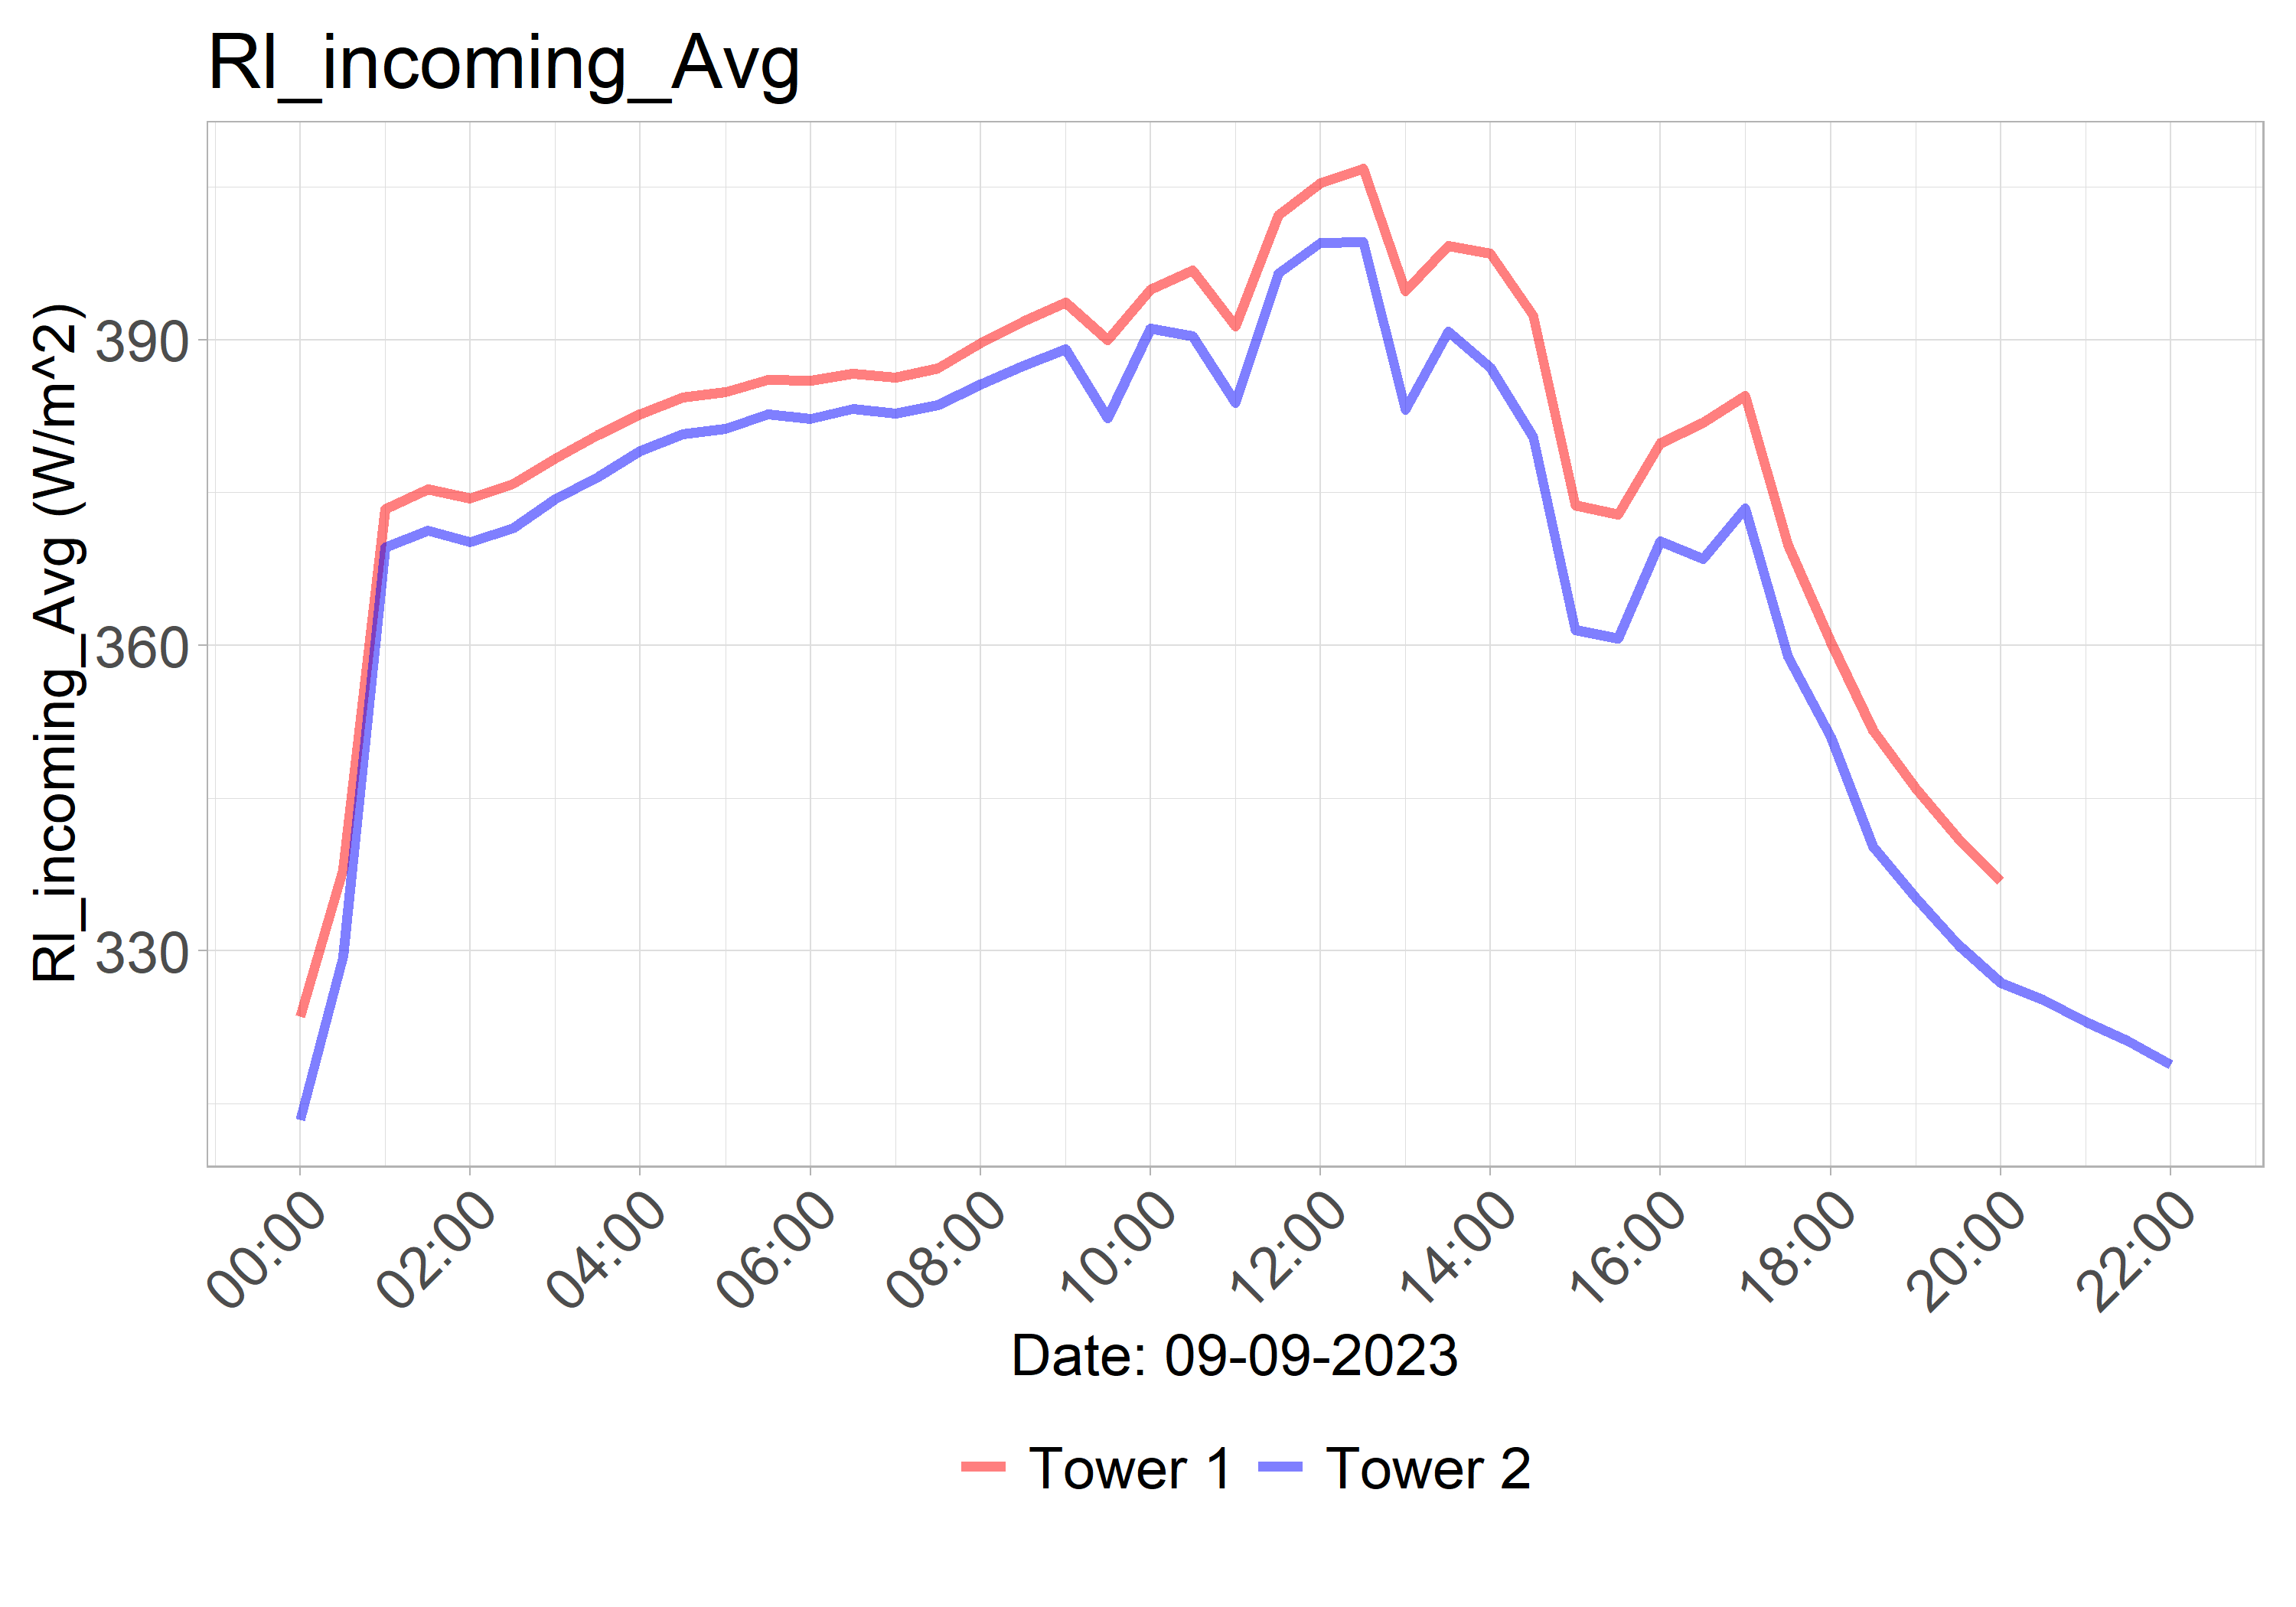 Rl_incoming_Avg
Rl_incoming_Avg (W/m^2)
390
360
330
00:00 02:00 04:00 06:00 08:00 10:00 12:00 14:00 16:00 18:00 20:00 22:00
Date: 09-09-2023
Tower 1 Tower 2